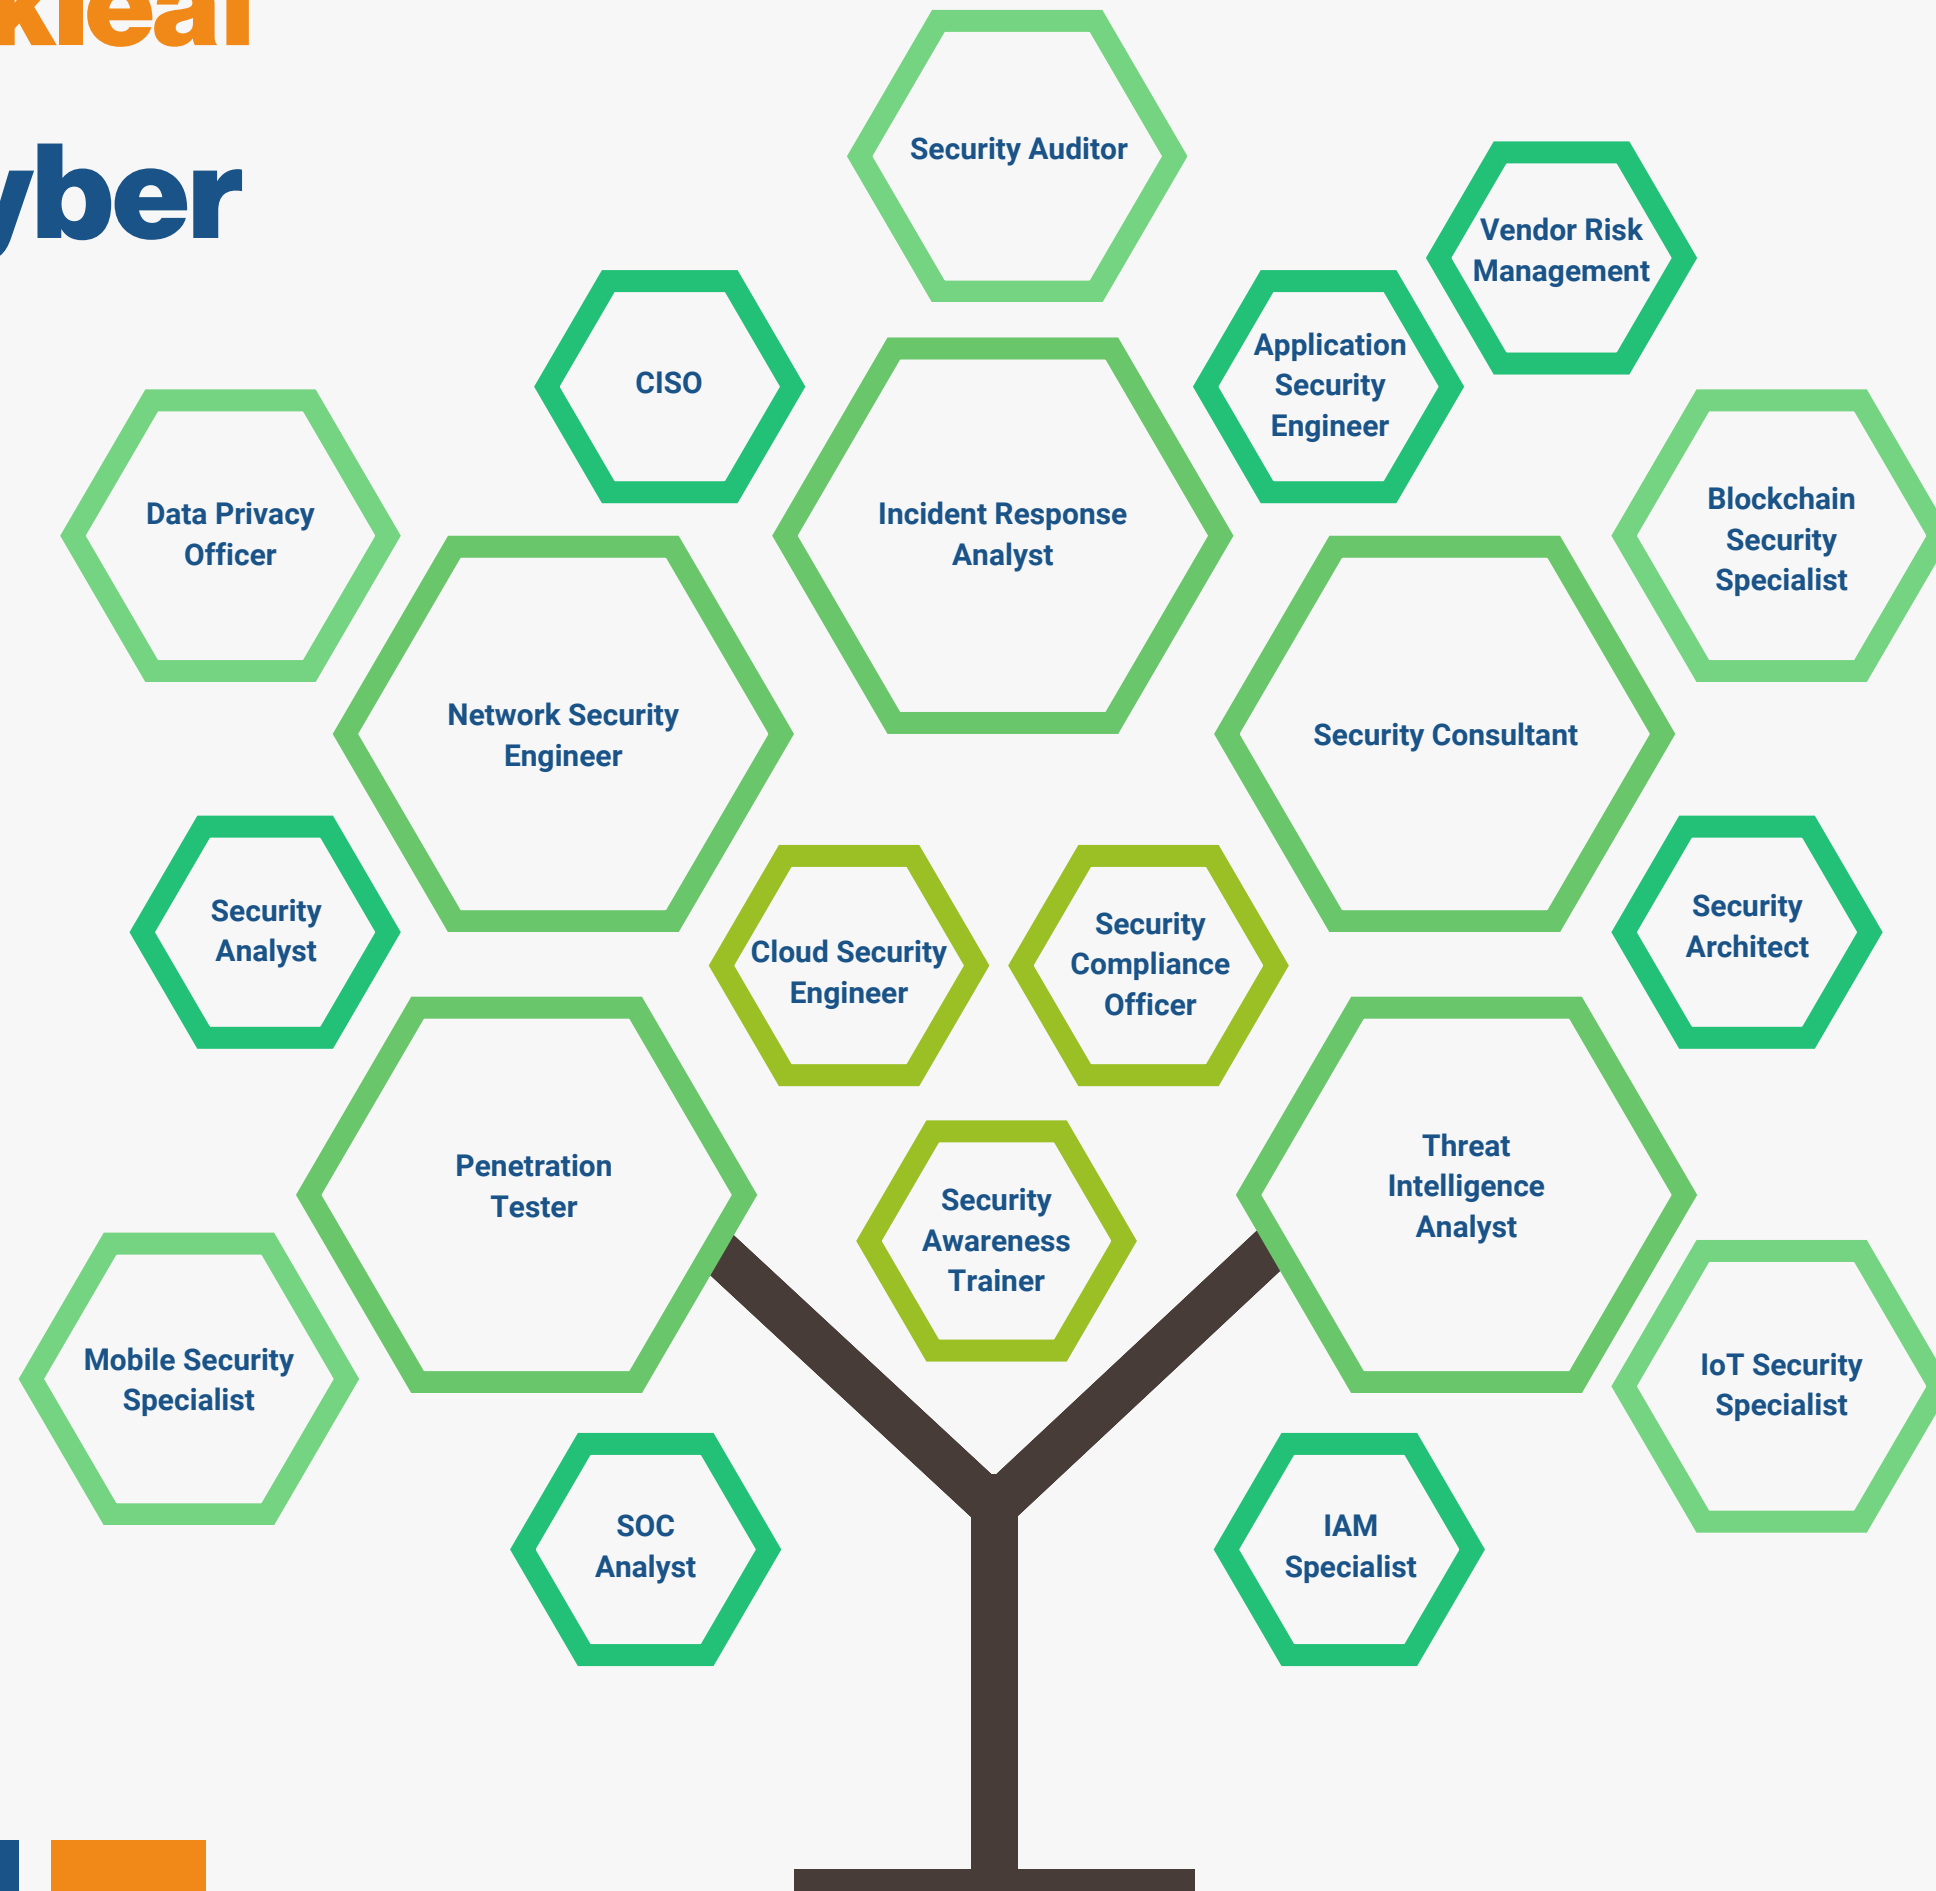 yber
Security Auditor
Vendor Risk
Management
CISO
Application
Security
Engineer
Data Privacy
Officer
Incident Response
Analyst
Blockchain
Security
Specialist
Network Security
Engineer
Security Consultant
Security
Analyst
Cloud Security
Engineer
Security
Compliance
Officer
Security
Architect
Penetration
Tester
Security
Awareness
Trainer
Threat
Intelligence
Analyst
Mobile Security
Specialist
IoT Security
Specialist
SOC
Analyst
IAM
Specialist